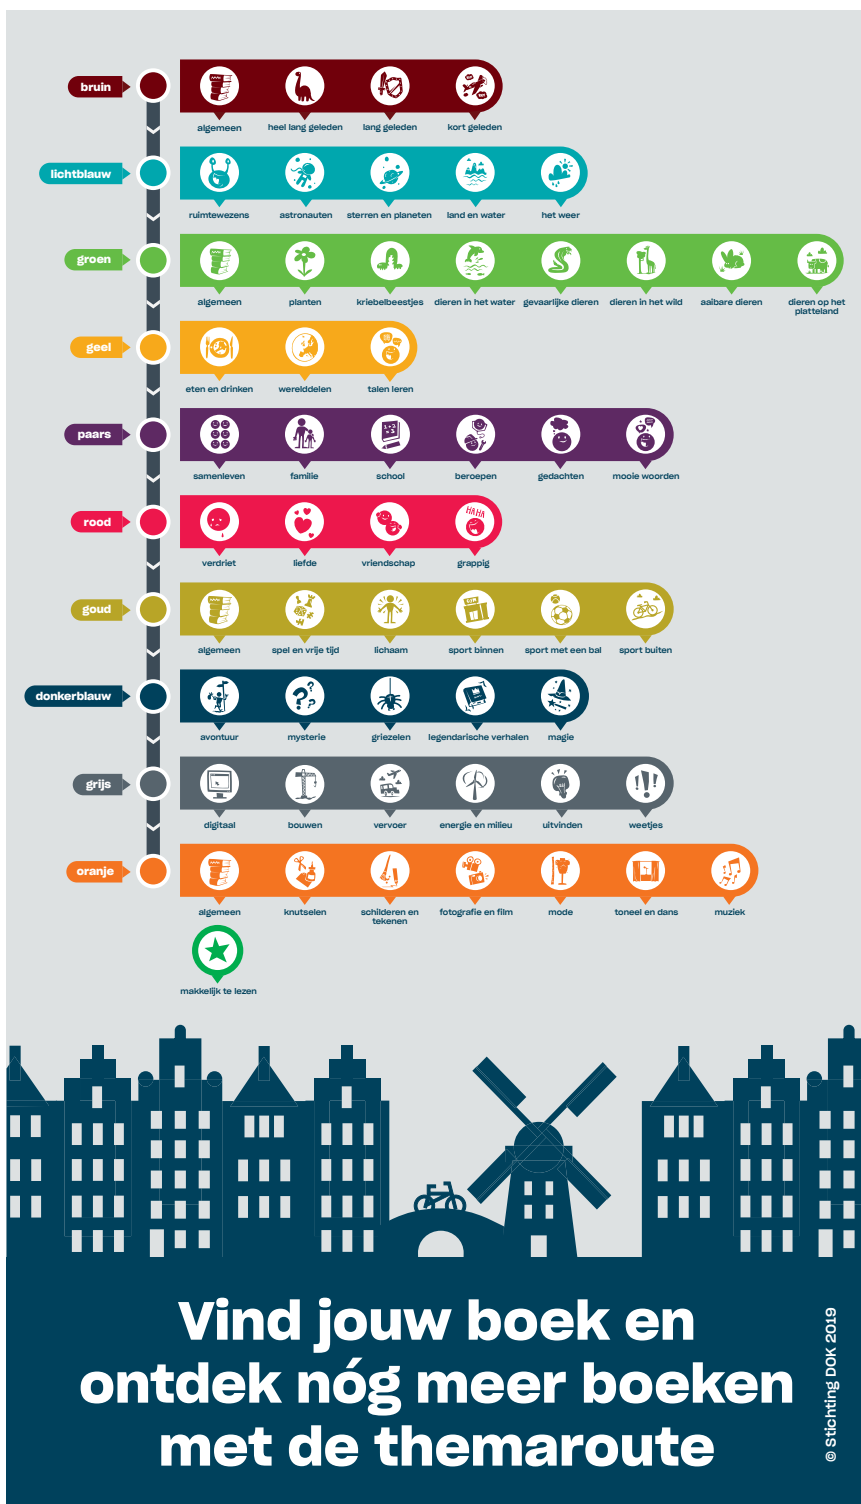 bruin
algemeen
heel lang geleden
lang geleden
kort geleden
lichtblauw
ruimtewezens
astronauten
sterren en planeten
land en water
het weer
groen
algemeen
planten
kriebelbeestjes
dieren in het water
gevaarlijke dieren
dieren in het wild
aaibare dieren
dieren op het
platteland
geel
eten en drinken
werelddelen
talen leren
paars
samenleven
familie
school
beroepen
gedachten
mooie woorden
rood
HAHA
verdriet
liefde
vriendschap
grappig
goud
algemeen
spel en vrije tijd
lichaam
sport binnen
sport met een bal
sport buiten
donkerblauw
avontuur
mysterie
griezelen
legendarische verhalen
magie
grijs
digitaal
bouwen
vervoer
energie en milieu
uitvinden
weetjes
oranje
algemeen
knutselen
schilderen en
tekenen
fotografie en film
mode
toneel en dans
muziek
makkelijk te lezen
Vind jouw boek en
ontdek nóg meer boeken
met de themaroute
© Stichting DOK 2019